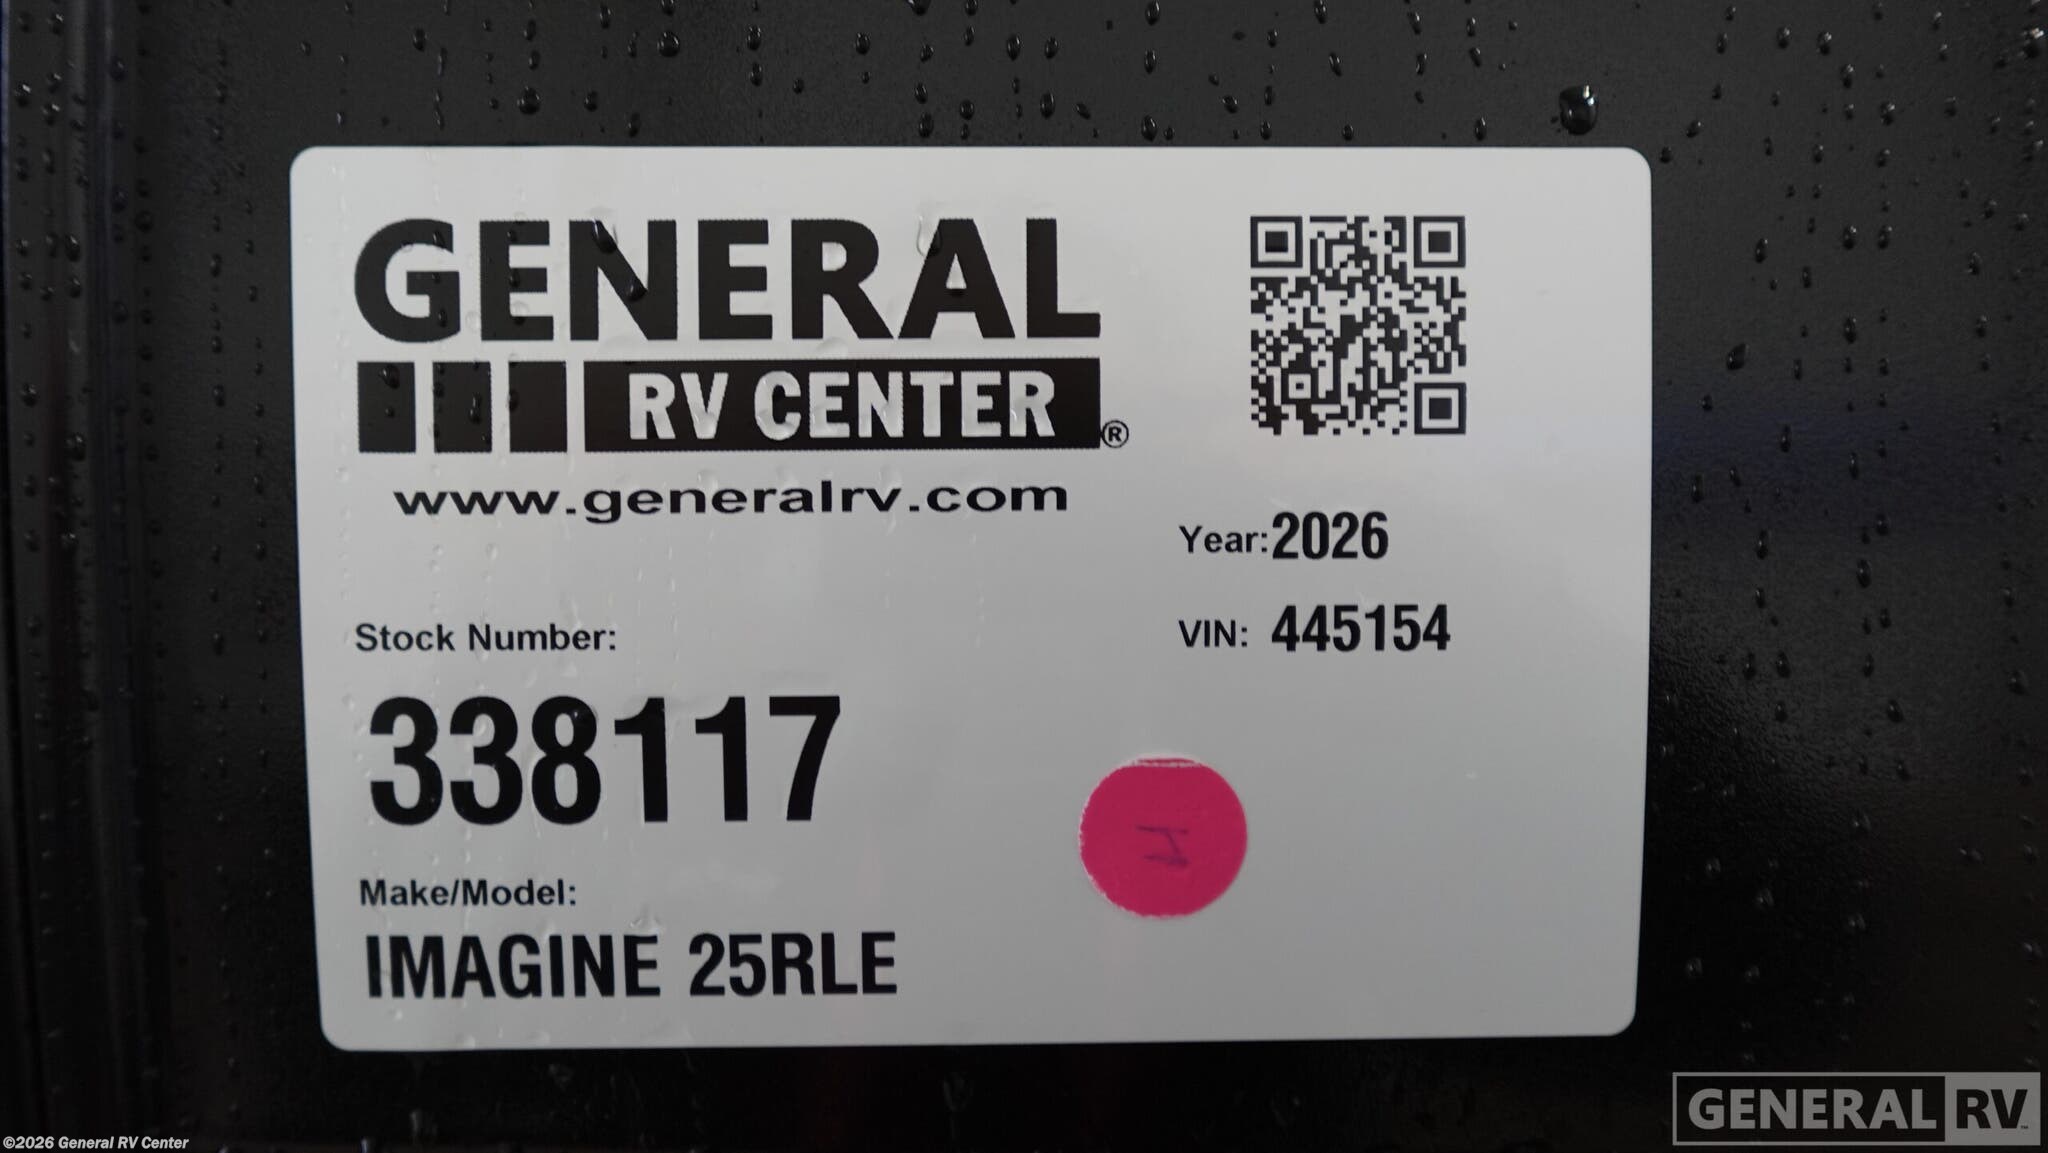 GENERAL
RV CENTER®
www.generalrv.com
Year: 2026
VIN: 445154
Stock Number:
338117
Make/Model:
IMAGINE 25RLE
H
©2026 General RV Center
GENERAL RV™